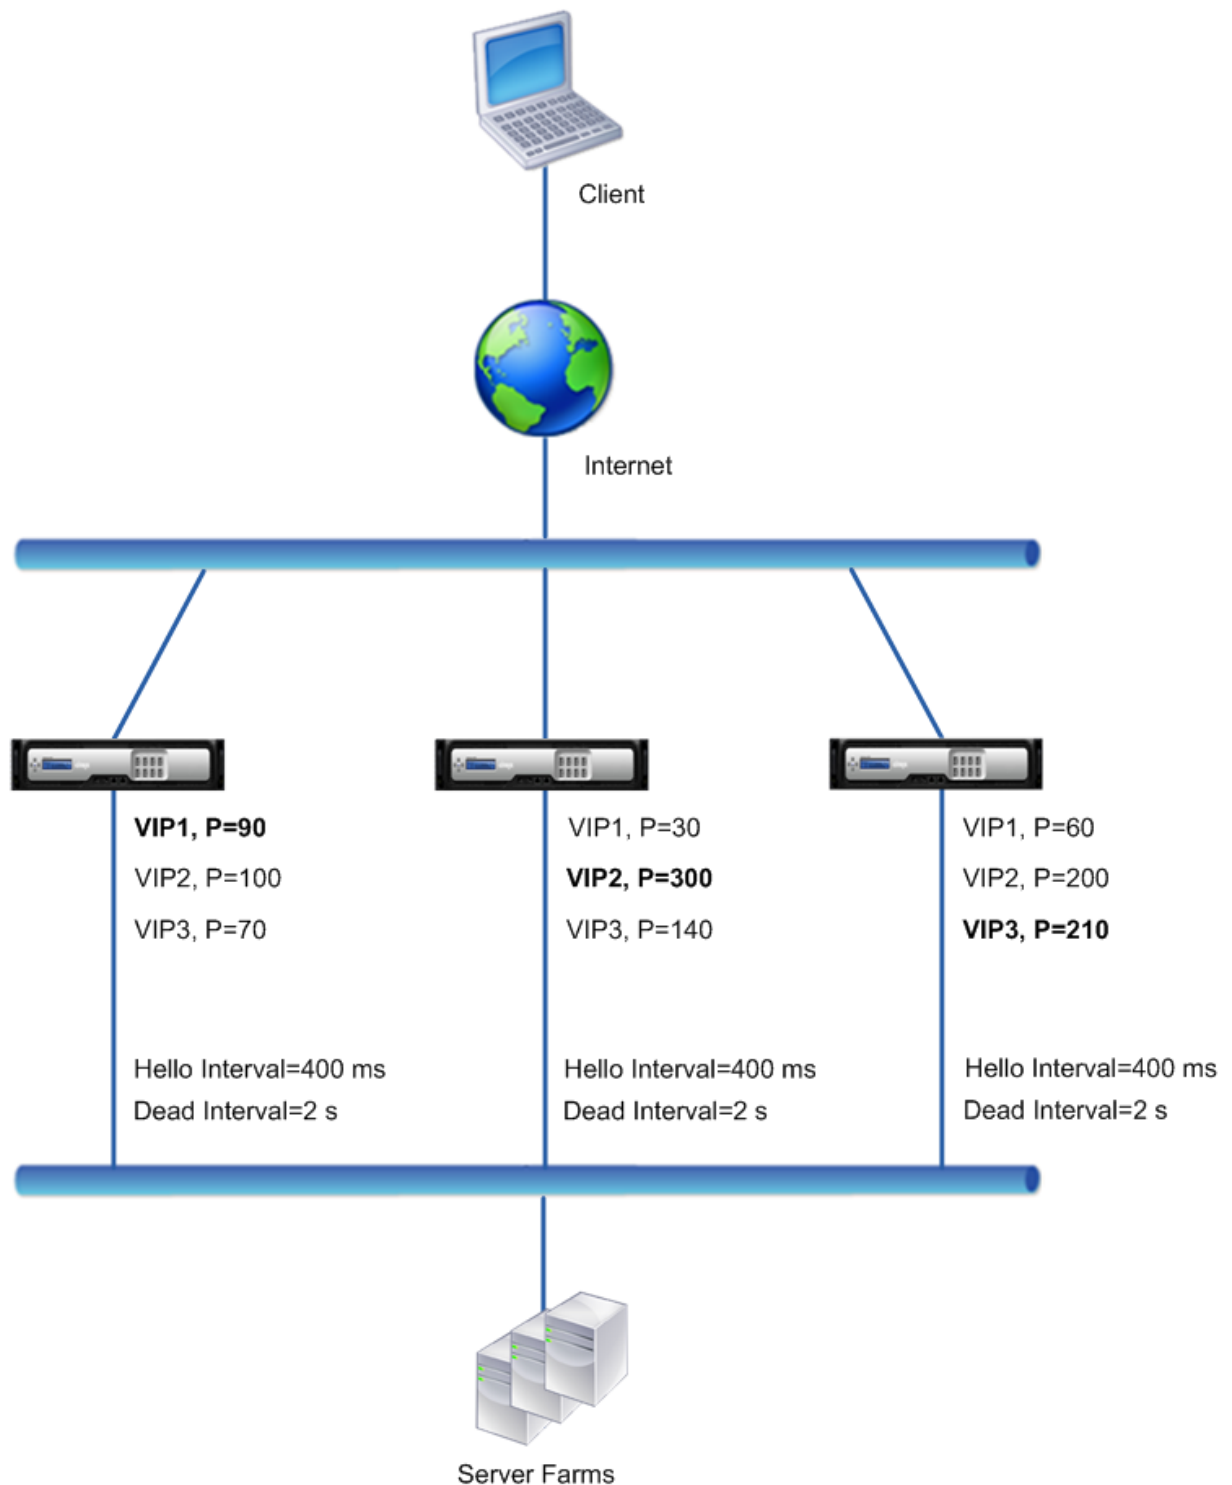 Client
Internet
VIP1, P=90
VIP2, P=100
VIP3, P=70
Hello Interval=400 ms
Dead Interval=2 s
VIP1, P=30
VIP2, P=300
VIP3, P=140
Hello Interval=400 ms
Dead Interval=2 s
VIP1, P=60
VIP2, P=200
VIP3, P=210
Hello Interval=400 ms
Dead Interval=2 s
Server Farms